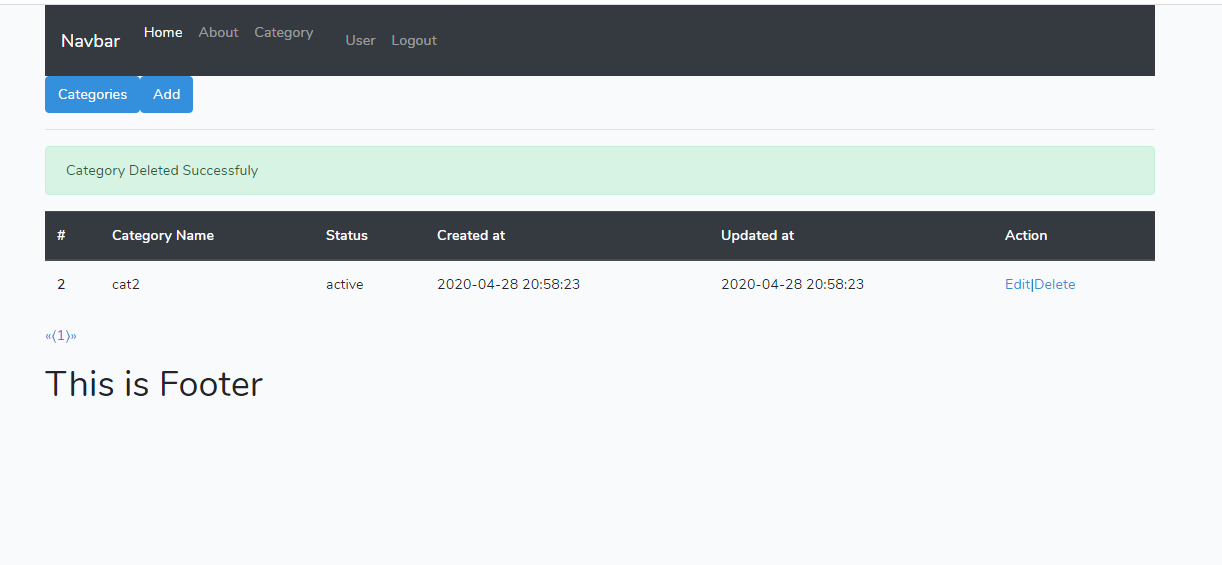 Navbar Home About Category User Logout
Categories Add
Category Deleted Successfuly
# Category Name Status Created at Updated at Action
2 cat2 active 2020-04-28 20:58:23 2020-04-28 20:58:23 Edit|Delete
«⟨1⟩»
This is Footer